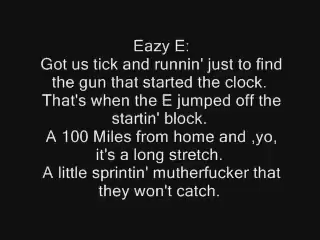 Eazy E:
Got us tick and runnin' just to find
the gun that started the clock.
That's when the E jumped off the
startin' block.
A 100 Miles from home and ,yo,
it's a long stretch.
A little sprintin' mutherfucker that
they won't catch.